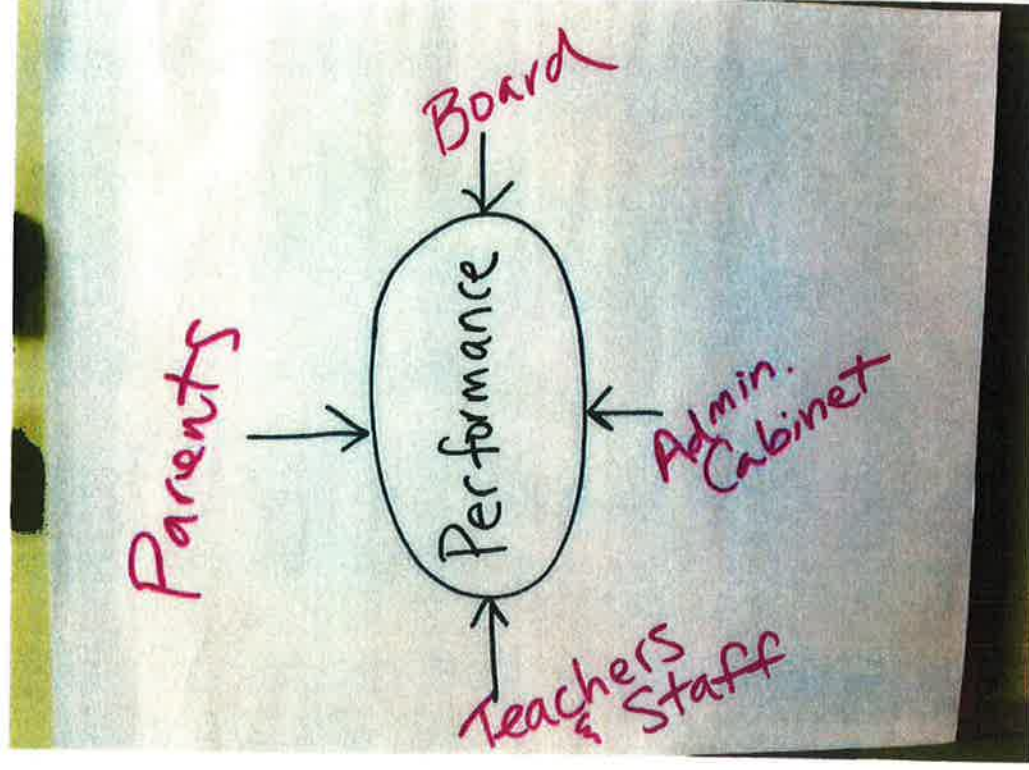 Parents
Board
Performance
Teachers
& Staff
Admin.
Cabinet